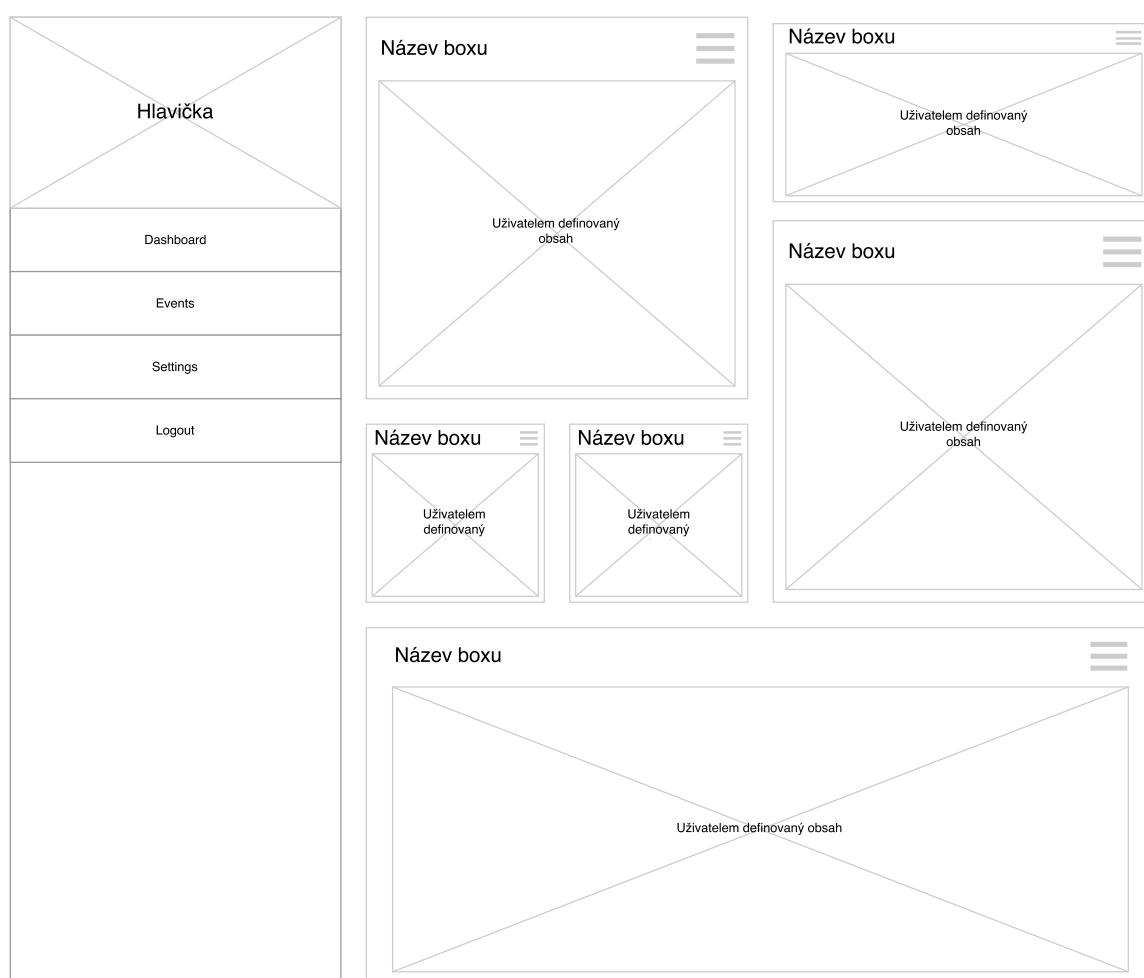 Hlavička
Dashboard
Events
Settings
Logout
Název boxu
Uživatelem definovaný
obsah
Název boxu
Uživatelem definovaný
obsah
Název boxu
Uživatelem definovaný
obsah
Název boxu
Uživatelem
definovaný
Název boxu
Uživatelem
definovaný
Název boxu
Uživatelem definovaný obsah